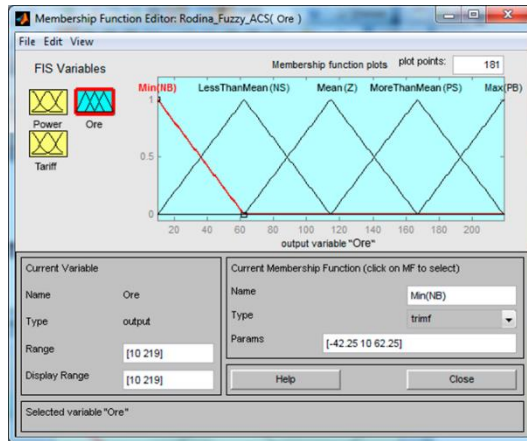 Membership Function Editor: Rodina_Fuzzy_ACS( Ore )
File Edit View
FIS Variables
Membership function plots plot points: 181
Power Ore
Tariff
Min(NB) LessThanMean(NS) Mean(Z) MoreThanMean(PS) Max(PB)
1
0.5
0
20 40 60 80 100 120 140 160 180 200
output variable "Ore"
Current Variable
Name Ore
Type output
Range [10 219]
Display Range [10 219]
Current Membership Function (click on MF to select)
Name Min(NB)
Type trimf
Params [-42.25 10 62.25]
Help Close
Selected variable "Ore"